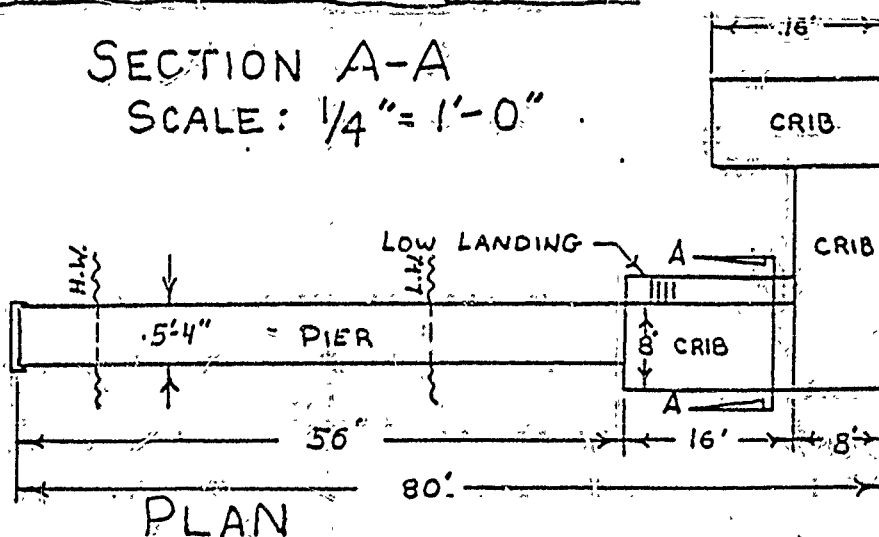 SECTION A-A
SCALE: 1/4" = 1'-0"
16'
CRIB
H.W.
L.W.
LOW LANDING
A
CRIB
5'-4"
PIER
8'
CRIB
A
56'
16'
8'
80'
PLAN